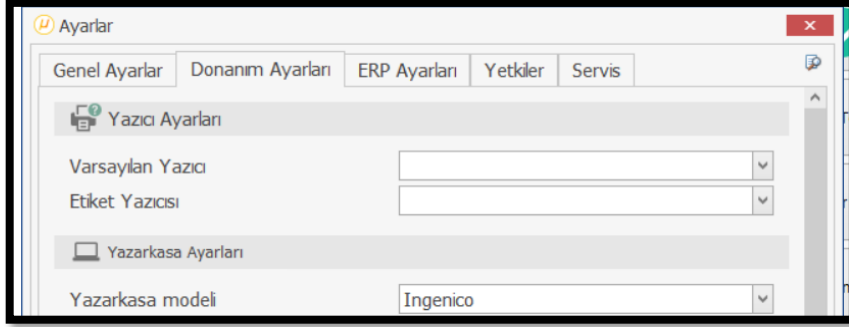 Ayarlar
Genel Ayarlar Donanım Ayarları ERP Ayarları Yetkiler Servis
Yazıcı Ayarları
Varsayılan Yazıcı
Etiket Yazıcısı
Yazarkasa Ayarları
Yazarkasa modeli Ingenico